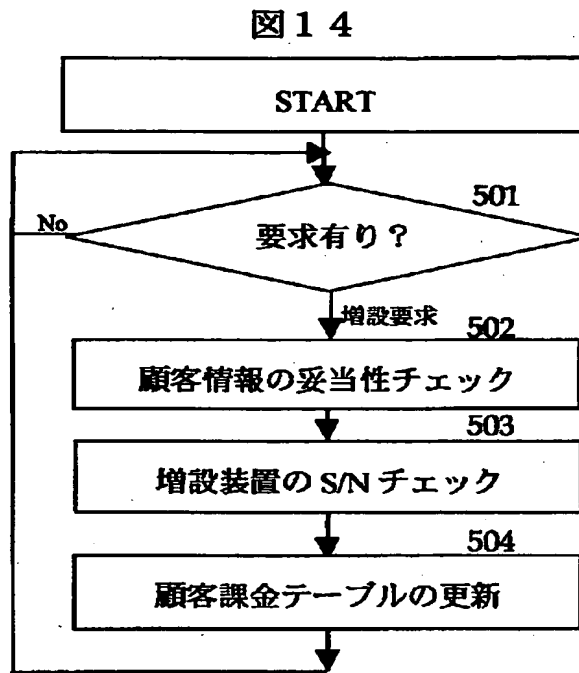 図14
START
501
No
要求有り?
増設要求
502
顧客情報の妥当性チェック
503
増設装置の S/N チェック
504
顧客課金テーブルの更新